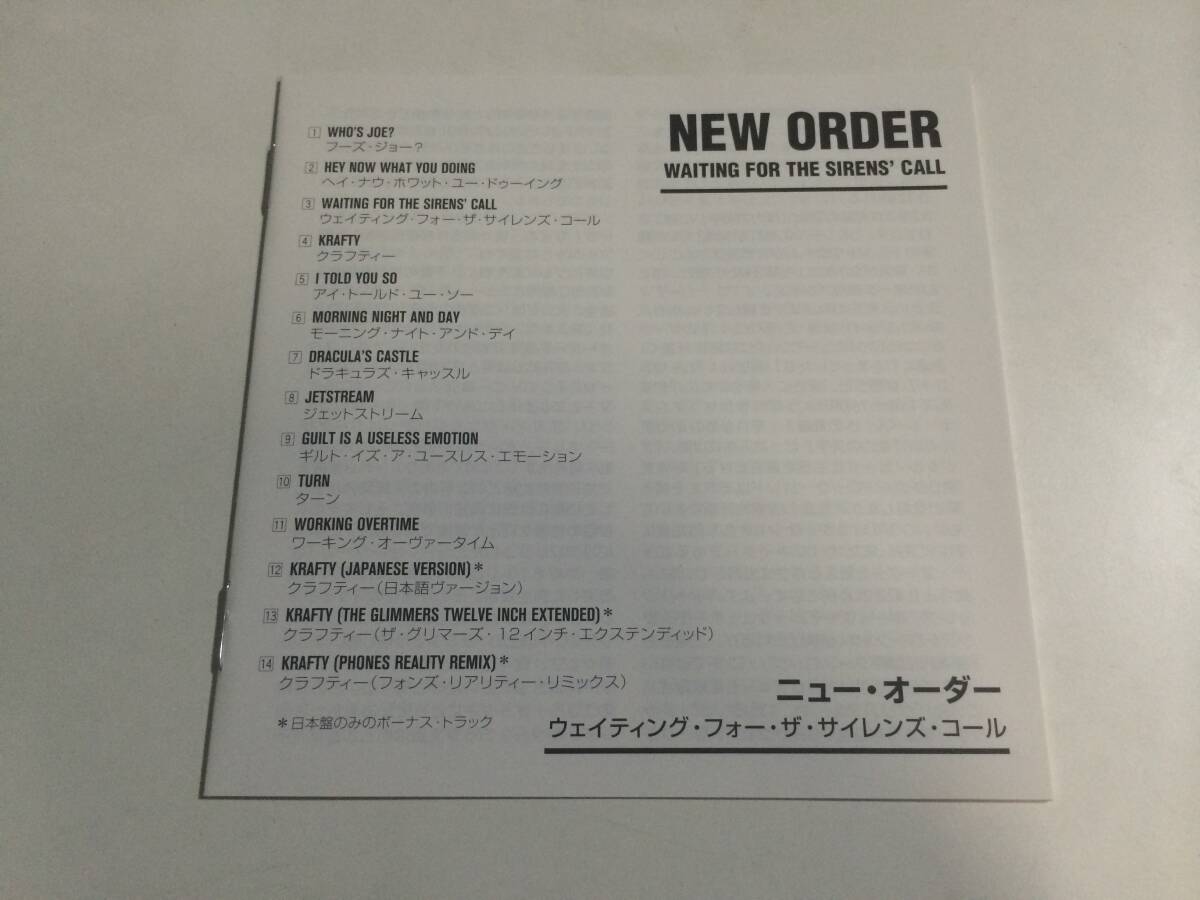 1 WHO'S JOE?
フーズ・ジョー?
2 HEY NOW WHAT YOU DOING
ヘイ・ナウ・ホワット・ユー・ドゥーイング
3 WAITING FOR THE SIRENS' CALL
ウェイティング・フォー・ザ・サイレンズ・コール
4 KRAFTY
クラフティー
5 I TOLD YOU SO
アイ・トールド・ユー・ソー
6 MORNING NIGHT AND DAY
モーニング・ナイト・アンド・デイ
7 DRACULA'S CASTLE
ドラキュラズ・キャッスル
8 JETSTREAM
ジェットストリーム
9 GUILT IS A USELESS EMOTION
ギルト・イズ・ア・ユースレス・エモーション
10 TURN
ターン
11 WORKING OVERTIME
ワーキング・オーヴァータイム
12 KRAFTY (JAPANESE VERSION)*
クラフティー(日本語ヴァージョン)
13 KRAFTY (THE GLIMMERS TWELVE INCH EXTENDED)*
クラフティー(ザ・グリマーズ・12インチ・エクステンディッド)
14 KRAFTY (PHONES REALITY REMIX)*
クラフティー(フォンズ・リアリティー・リミックス)
*日本盤のみのボーナス・トラック
NEW ORDER
WAITING FOR THE SIRENS' CALL
ニュー・オーダー
ウェイティング・フォー・ザ・サイレンズ・コール